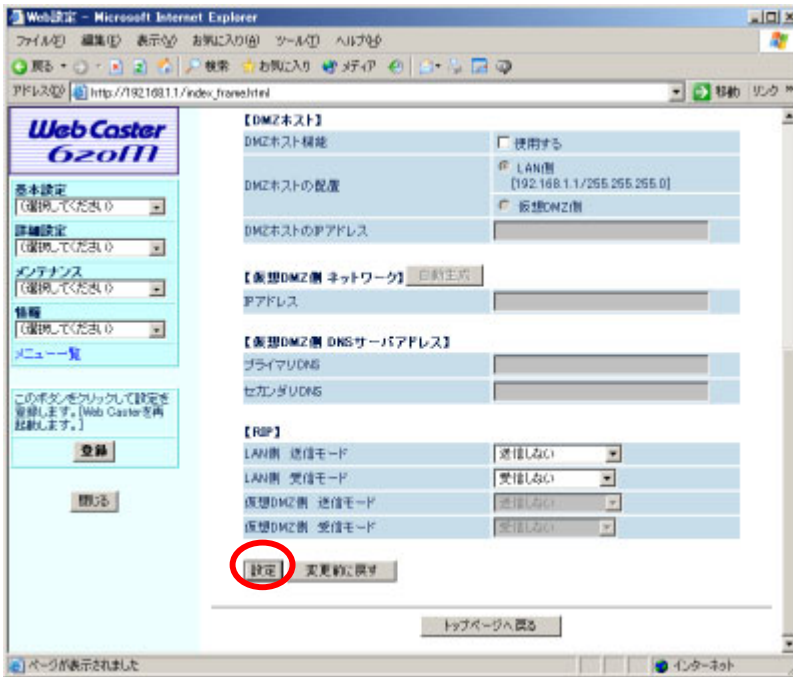 Web設定 - Microsoft Internet Explorer
ファイル(F) 編集(E) 表示(V) お気に入り(A) ツール(T) ヘルプ(H)
戻る 検索 お気に入り メディア
アドレス(D) http://192.168.1.1/index_frame.html 移動 リンク »
Web Caster
620M
基本設定
(選択してください)
詳細設定
(選択してください)
メンテナンス
(選択してください)
情報
(選択してください)
メニュー一覧
このボタンをクリックして設定を
登録します。[Web Casterを再
起動します。]
登録
閉じる
【DMZホスト】
DMZホスト機能 使用する
DMZホストの配置 LAN側
[192.168.1.1/255.255.255.0]
仮想DMZ側
DMZホストのIPアドレス
【仮想DMZ側 ネットワーク】 自動生成
IPアドレス
【仮想DMZ側 DNSサーバアドレス】
プライマリDNS
セカンダリDNS
【RIP】
LAN側 送信モード 送信しない
LAN側 受信モード 受信しない
仮想DMZ側 送信モード 送信しない
仮想DMZ側 受信モード 受信しない
設定 変更前に戻す
トップページへ戻る
ページが表示されました インターネット